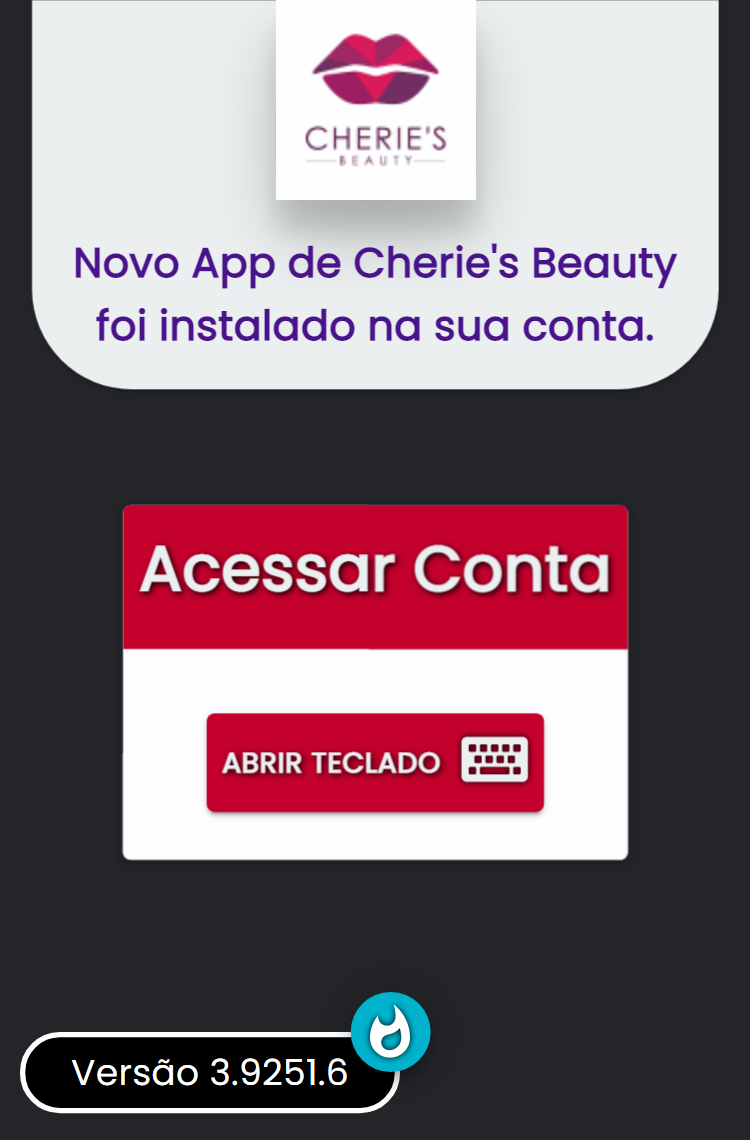 CHERIE'S
BEAUTY
Novo App de Cherie's Beauty
foi instalado na sua conta.
Acessar Conta
ABRIR TECLADO
Versão 3.9251.6